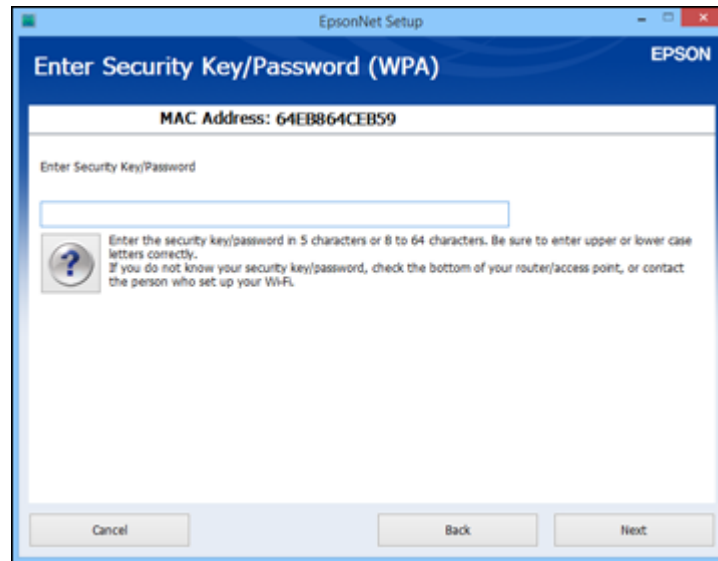 EpsonNet Setup
Enter Security Key/Password (WPA)
EPSON
MAC Address: 64EB864CEB59
Enter Security Key/Password
Enter the security key/password in 5 characters or 8 to 64 characters. Be sure to enter upper or lower case
letters correctly.
If you do not know your security key/password, check the bottom of your router/access point, or contact
the person who set up your Wi-Fi.
Cancel
Back
Next